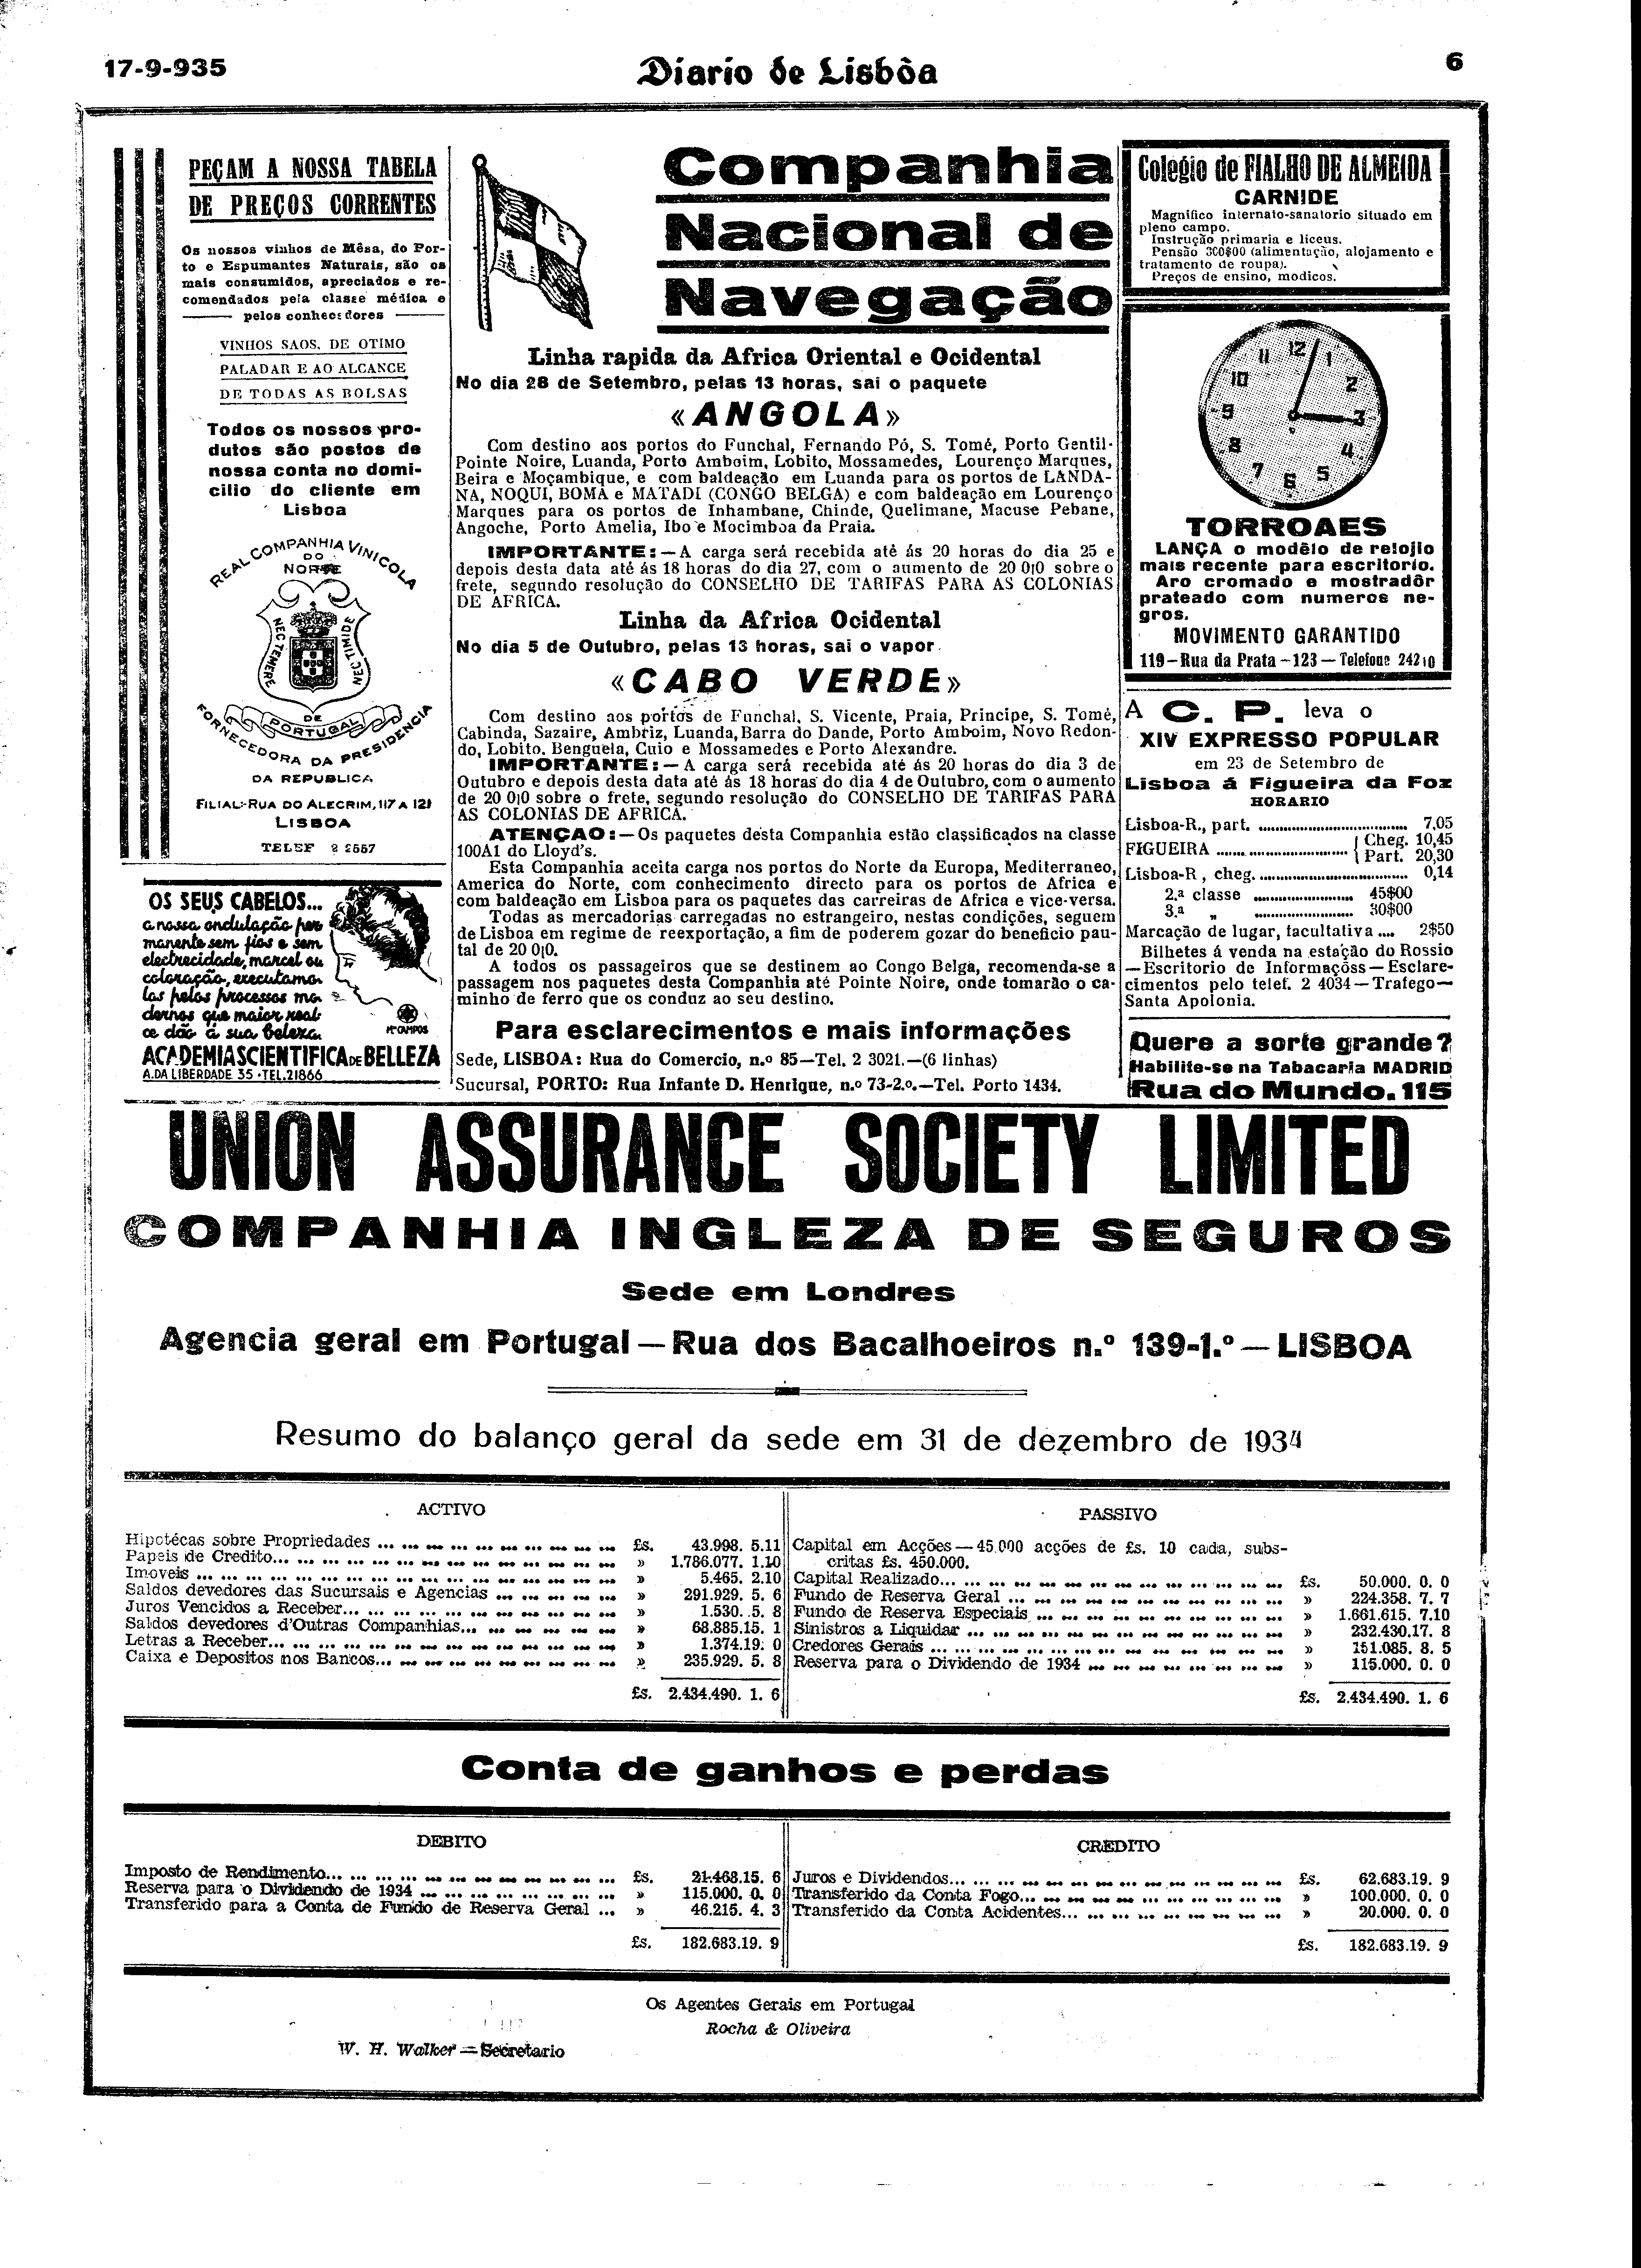 17-9-935
Diario de Lisbôa
6
PEÇAM A NOSSA TABELA
DE PREÇOS CORRENTES
Os nossos vinhos de Mêsa, do Por-
to e Espumantes Naturais, são os
mais consumidos, apreciados e re-
comendados pela classe médica e
pelos conhecedores
VINHOS SAOS, DE OTIMO
PALADAR E AO ALCANCE
DE TODAS AS BOLSAS
Todos os nossos pro-
dutos são postos de
nossa conta no domi-
cilio do cliente em
Lisboa
REAL COMPANHIA VINICOLA
DO
NORTE
NEC TEMERE
NEC TIMIDE
DE
PORTUGAL
FORNECEDORA DA PRESIDENCIA
DA REPUBLICA
FILIAL:-RUA DO ALECRIM, 117 A 121
LISBOA
TELEF 2 2557
OS SEUS CABELOS...
a nossa ondulação per
manente sem fios e sem
electrecidade, marcel ou
coloração, executamo-
las pelos processos mo-
dernos que maior real-
ce dão á sua beleza.
Mº CAMPOS
ACADEMIA SCIENTIFICA DE BELLEZA
A. DA LIBERDADE 35 · TEL. 21866
Companhia
Nacional de
Navegação
Linha rapida da Africa Oriental e Ocidental
No dia 28 de Setembro, pelas 13 horas, sai o paquete
«ANGOLA»
Com destino aos portos do Funchal, Fernando Pó, S. Tomé, Porto Gentil-
Pointe Noire, Luanda, Porto Amboim, Lobito, Mossamedes, Lourenço Marques,
Beira e Moçambique, e com baldeação em Luanda para os portos de LANDA-
NA, NOQUI, BOMA e MATADI (CONGO BELGA) e com baldeação em Lourenço
Marques para os portos de Inhambane, Chinde, Quelimane, Macuse Pebane,
Angoche, Porto Amelia, Ibo e Mocimboa da Praia.
IMPORTANTE:—A carga será recebida até ás 20 horas do dia 25 e
depois desta data até ás 18 horas do dia 27, com o aumento de 20 0|0 sobre o
frete, segundo resolução do CONSELHO DE TARIFAS PARA AS COLONIAS
DE AFRICA.
Linha da Africa Ocidental
No dia 5 de Outubro, pelas 13 horas, sai o vapor
«CABO VERDE»
Com destino aos portos de Funchal, S. Vicente, Praia, Principe, S. Tomé,
Cabinda, Sazaire, Ambriz, Luanda, Barra do Dande, Porto Amboim, Novo Redon-
do, Lobito, Benguela, Cuio e Mossamedes e Porto Alexandre.
IMPORTANTE:—A carga será recebida até ás 20 horas do dia 3 de
Outubro e depois desta data até ás 18 horas do dia 4 de Outubro, com o aumento
de 20 0|0 sobre o frete, segundo resolução do CONSELHO DE TARIFAS PARA
AS COLONIAS DE AFRICA.
ATENÇAO:—Os paquetes desta Companhia estão classificados na classe
100A1 do Lloyd's.
Esta Companhia aceita carga nos portos do Norte da Europa, Mediterraneo,
America do Norte, com conhecimento directo para os portos de Africa e
com baldeação em Lisboa para os paquetes das carreiras de Africa e vice-versa.
Todas as mercadorias carregadas no estrangeiro, nestas condições, seguem
de Lisboa em regime de reexportação, a fim de poderem gozar do beneficio pau-
tal de 20 0|0.
A todos os passageiros que se destinem ao Congo Belga, recomenda-se a
passagem nos paquetes desta Companhia até Pointe Noire, onde tomarão o ca-
minho de ferro que os conduz ao seu destino.
Para esclarecimentos e mais informações
Sede, LISBOA: Rua do Comercio, n.º 85—Tel. 2 3021.—(6 linhas)
Sucursal, PORTO: Rua Infante D. Henrique, n.º 73-2.º.—Tel. Porto 1434.
Colegio de FIALHO DE ALMEIDA
CARNIDE
Magnifico internato-sanatorio situado em
pleno campo.
Instrução primaria e liceus.
Pensão 300$00 (alimentação, alojamento e
tratamento de roupa).
Preços de ensino, modicos.
12
1
2
3
4
5
6
7
8
9
10
11
TORROAES
LANÇA o modêlo de relojio
mais recente para escritorio.
Aro cromado e mostradôr
prateado com numeros ne-
gros.
MOVIMENTO GARANTIDO
119—Rua da Prata—123—Telefone 24210
A C. P. leva o
XIV EXPRESSO POPULAR
em 23 de Setembro de
Lisboa á Figueira da Foz
HORARIO
Lisboa-R., part. ........ 7,05
FIGUEIRA ........ Cheg. 10,45
Part. 20,30
Lisboa-R, cheg. ........ 0,14
2.ª classe ........ 45$00
3.ª „ ........ 30$00
Marcação de lugar, facultativa .... 2$50
Bilhetes á venda na estação do Rossio
—Escritorio de Informaçõss—Esclare-
cimentos pelo telef. 2 4034—Trafego—
Santa Apolonia.
Quere a sorte grande?
Habilite-se na Tabacaria MADRID
Rua do Mundo, 115
UNION ASSURANCE SOCIETY LIMITED
COMPANHIA INGLEZA DE SEGUROS
Sede em Londres
Agencia geral em Portugal—Rua dos Bacalhoeiros n.º 139-1.º—LISBOA
Resumo do balanço geral da sede em 31 de dezembro de 1934
ACTIVO
Hipotécas sobre Propriedades ... £s. 43.998. 5.11
Papeis de Credito... » 1.786.077. 1.10
Imoveis ... » 5.465. 2.10
Saldos devedores das Sucursais e Agencias ... » 291.929. 5. 6
Juros Vencidos a Receber... » 1.530. 5. 8
Saldos devedores d'Outras Companhias... » 68.885.15. 1
Letras a Receber... » 1.374.19. 0
Caixa e Depositos nos Bancos... » 235.929. 5. 8
£s. 2.434.490. 1. 6
PASSIVO
Capital em Acções—45.000 acções de £s. 10 cada, subs-
critas £s. 450.000.
Capital Realizado... £s. 50.000. 0. 0
Fundo de Reserva Geral ... » 224.358. 7. 7
Fundo de Reserva Especiais ... » 1.661.615. 7.10
Sinistros a Liquidar ... » 232.430.17. 8
Credores Gerais ... » 151.085. 8. 5
Reserva para o Dividendo de 1934 ... » 115.000. 0. 0
£s. 2.434.490. 1. 6
Conta de ganhos e perdas
DEBITO
Imposto de Rendimento... £s. 21.468.15. 6
Reserva para o Dividendo de 1934 ... » 115.000. 0. 0
Transferido para a Conta de Fundo de Reserva Geral ... » 46.215. 4. 3
£s. 182.683.19. 9
CREDITO
Juros e Dividendos... £s. 62.683.19. 9
Transferido da Conta Fogo... » 100.000. 0. 0
Transferido da Conta Acidentes... » 20.000. 0. 0
£s. 182.683.19. 9
Os Agentes Gerais em Portugal
Rocha & Oliveira
W. H. Walker—Secretario